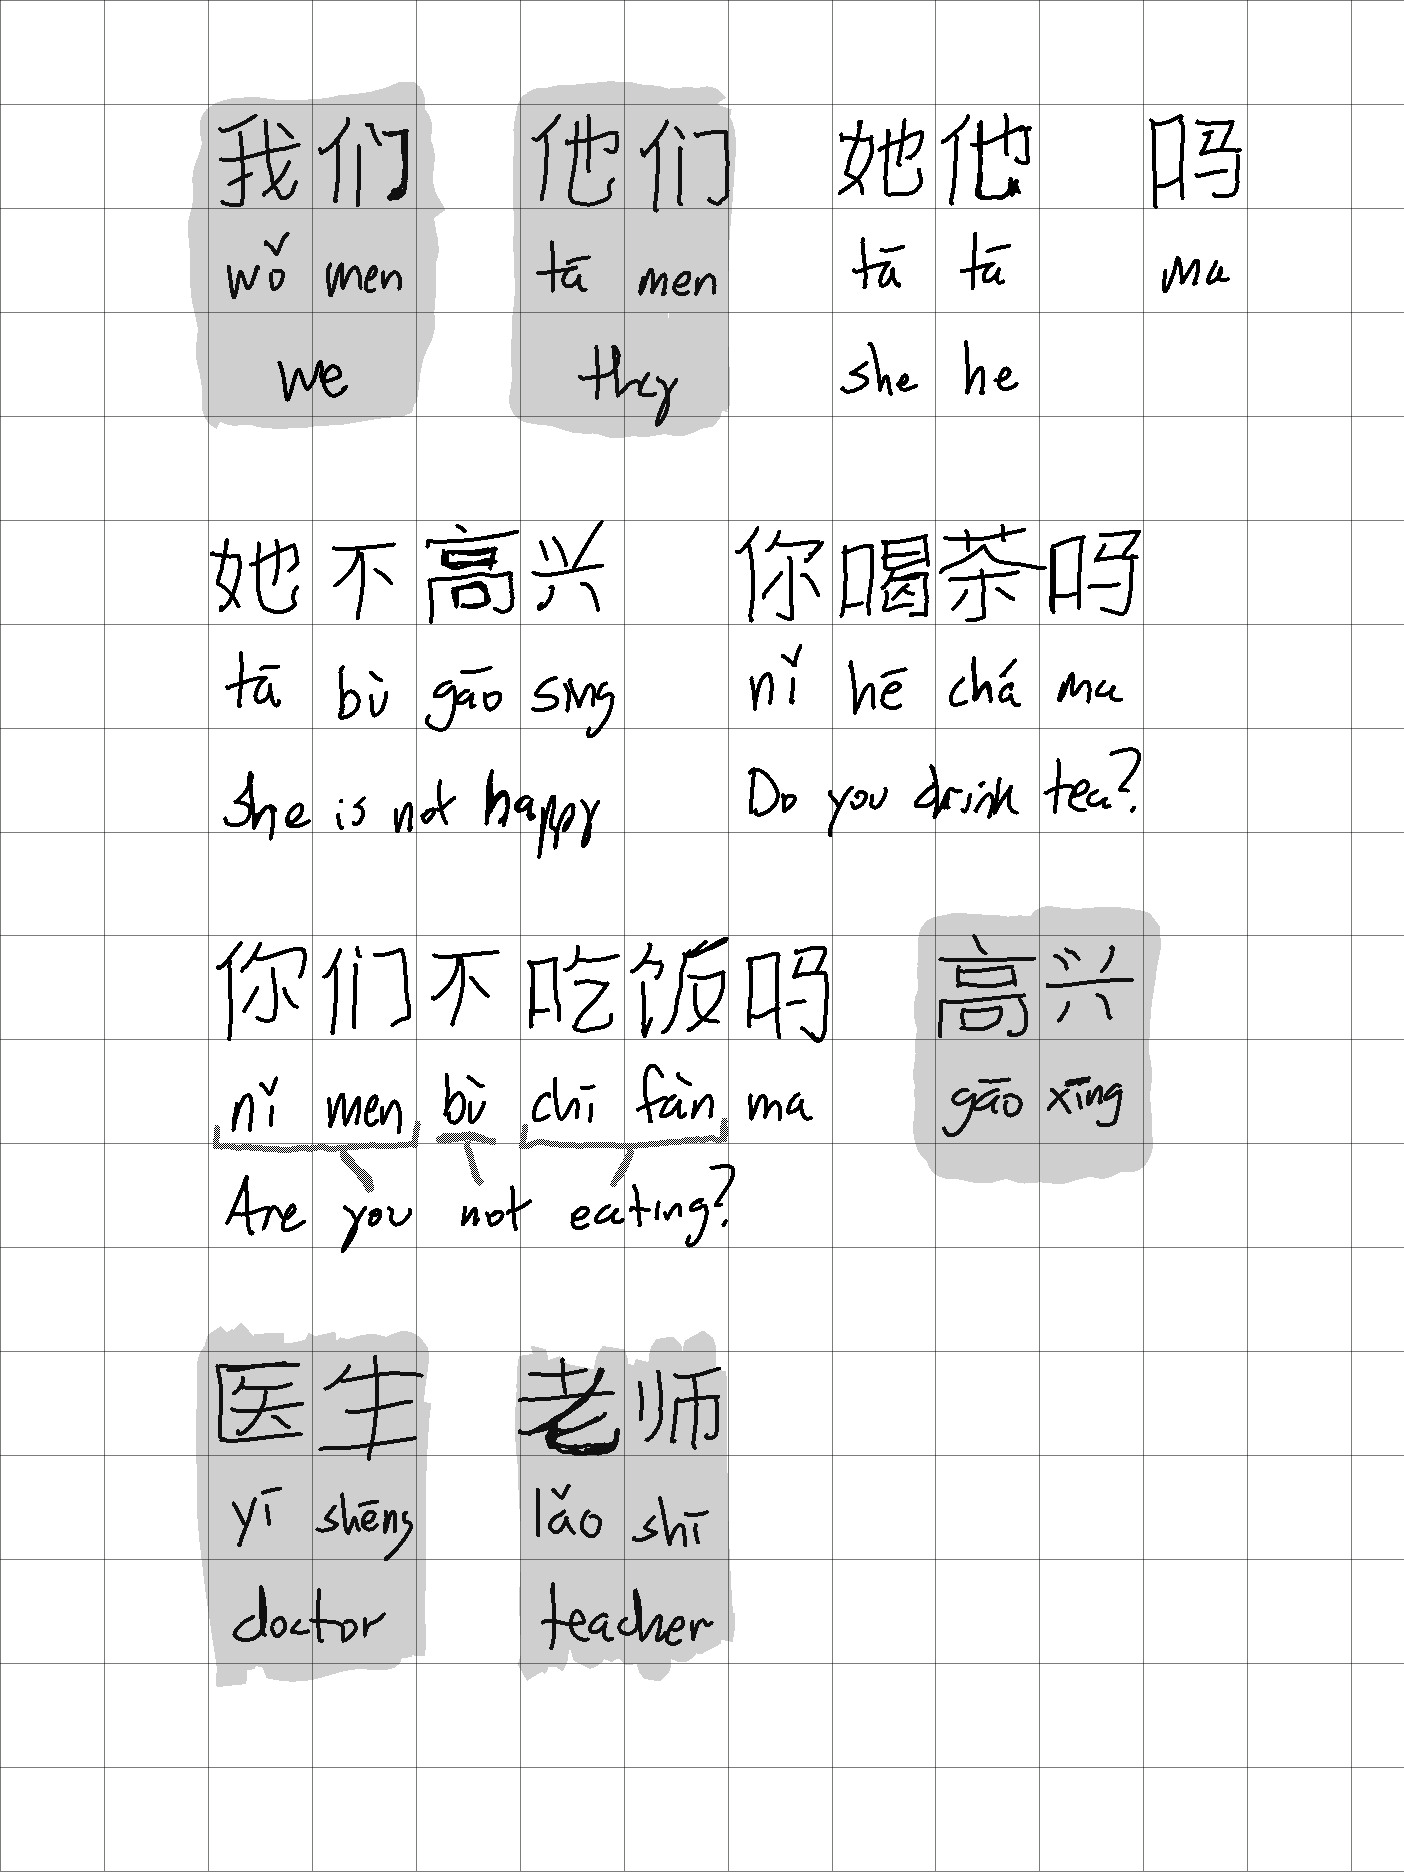 我们 他们 她他 吗
wǒ men tā men tā tā ma
we they she he
她不高兴 你喝茶吗
tā bù gāo sing nǐ hē chá ma
she is not happy Do you drink tea?
你们不吃饭吗 高兴
nǐ men bù chī fàn ma gāo xīng
Are you not eating?
医生 老师
yī shēng lǎo shī
doctor teacher